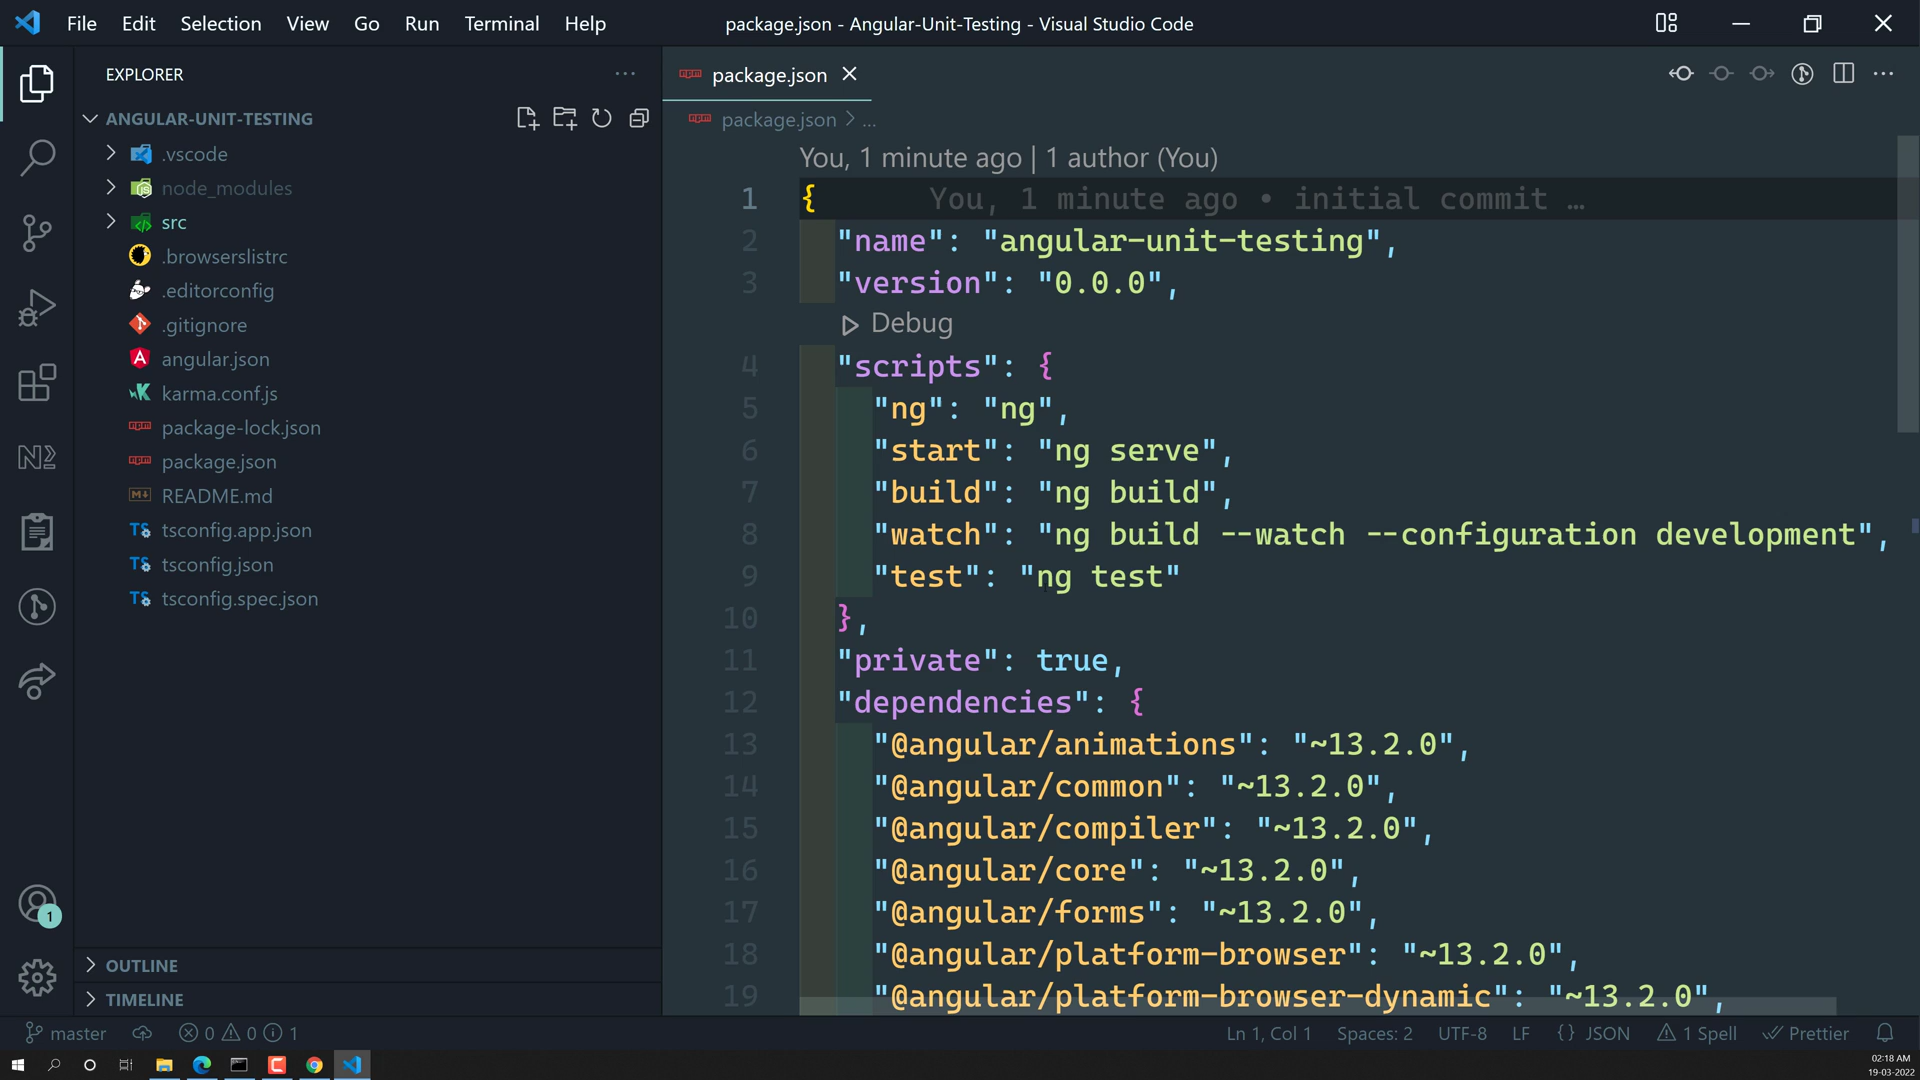 File Edit Selection View Go Run Terminal Help
package.json - Angular-Unit-Testing - Visual Studio Code
EXPLORER
ANGULAR-UNIT-TESTING
.vscode
node_modules
src
.browserslistrc
.editorconfig
.gitignore
angular.json
karma.conf.js
package-lock.json
package.json
README.md
tsconfig.app.json
tsconfig.json
tsconfig.spec.json
OUTLINE
TIMELINE
package.json
package.json > ...
You, 1 minute ago | 1 author (You)
1 { You, 1 minute ago • initial commit …
2 "name": "angular-unit-testing",
3 "version": "0.0.0",
Debug
4 "scripts": {
5 "ng": "ng",
6 "start": "ng serve",
7 "build": "ng build",
8 "watch": "ng build --watch --configuration development",
9 "test": "ng test"
10 },
11 "private": true,
12 "dependencies": {
13 "@angular/animations": "~13.2.0",
14 "@angular/common": "~13.2.0",
15 "@angular/compiler": "~13.2.0",
16 "@angular/core": "~13.2.0",
17 "@angular/forms": "~13.2.0",
18 "@angular/platform-browser": "~13.2.0",
19 "@angular/platform-browser-dynamic": "~13.2.0",
1
master 0 0 1 Ln 1, Col 1 Spaces: 2 UTF-8 LF {} JSON 1 Spell Prettier
02:18 AM
19-03-2022